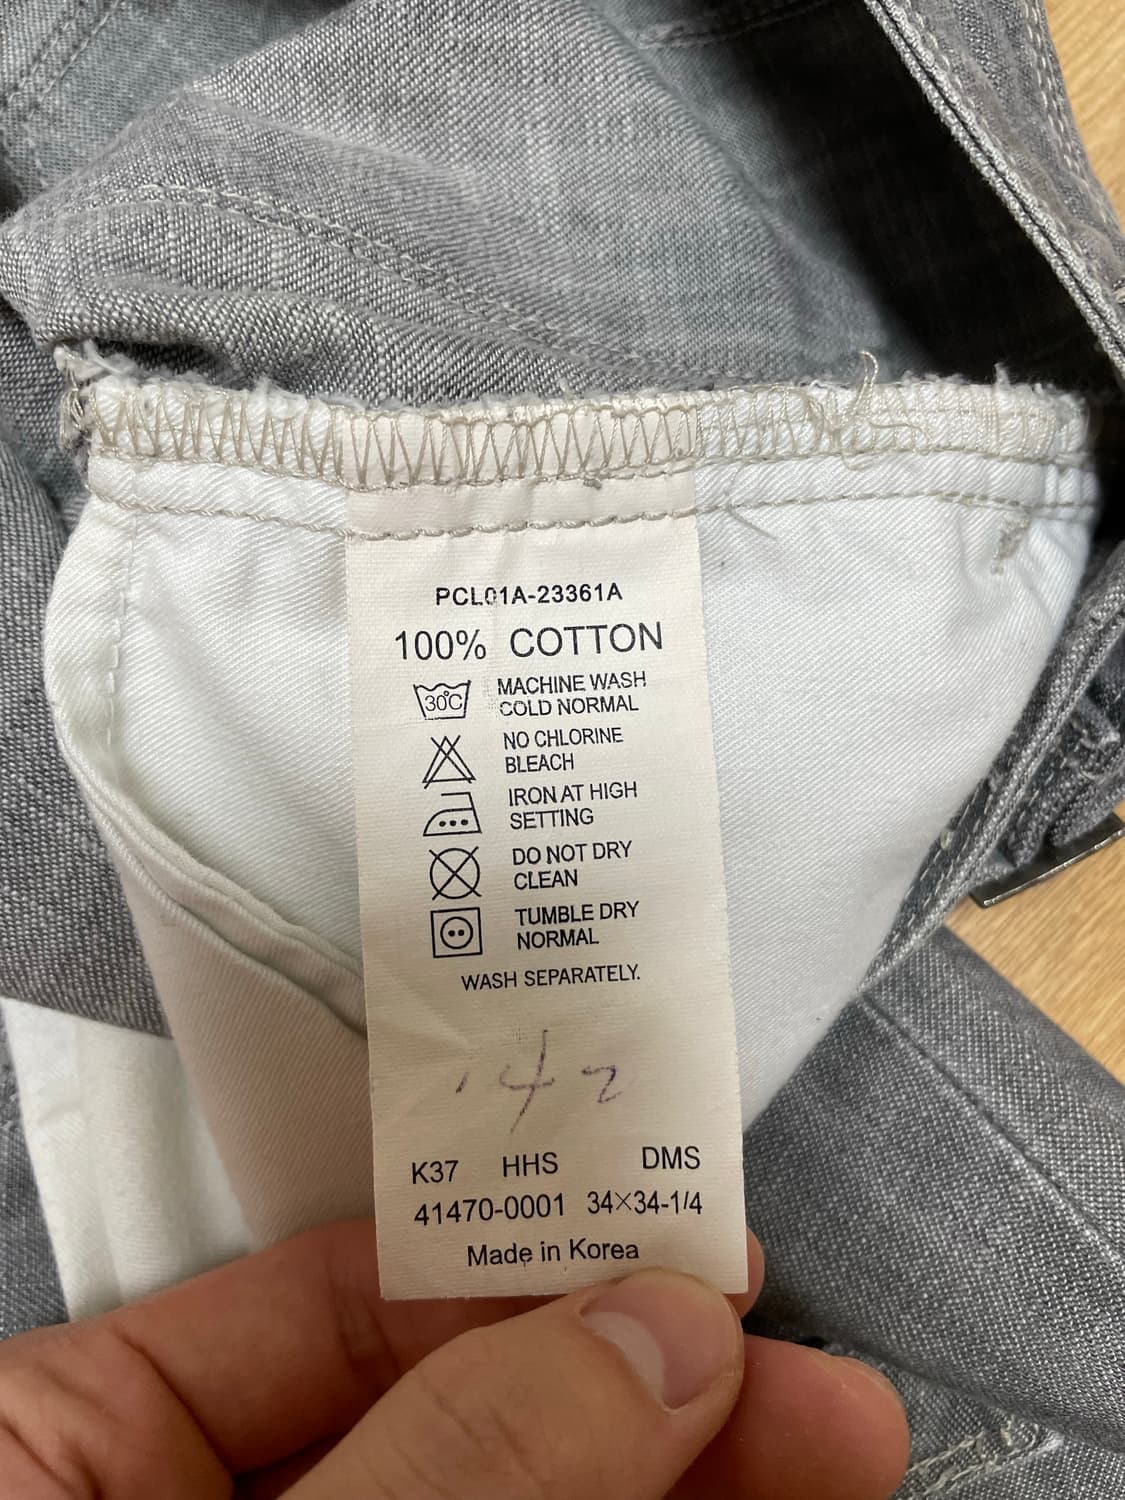 PCL01A-23361A
100% COTTON
30℃ MACHINE WASH
COLD NORMAL
NO CHLORINE
BLEACH
IRON AT HIGH
SETTING
DO NOT DRY
CLEAN
TUMBLE DRY
NORMAL
WASH SEPARATELY.
'42
K37 HHS DMS
41470-0001 34×34-1/4
Made in Korea